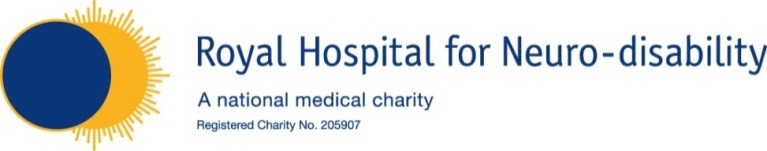 Royal Hospital for Neuro-disability
A national medical charity
Registered Charity No. 205907